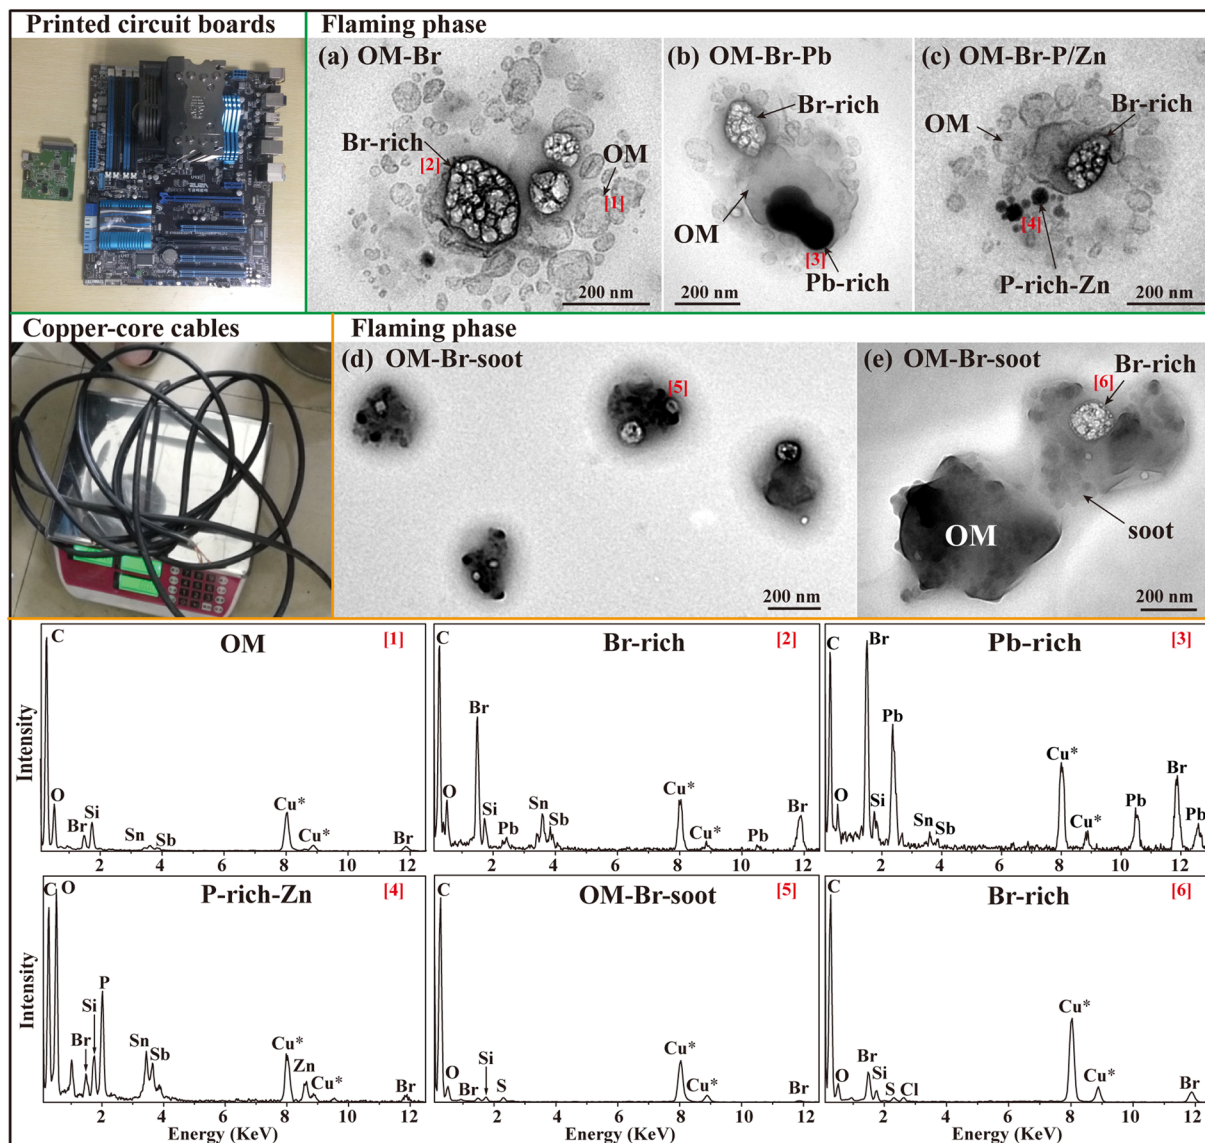 Printed circuit boards
Flaming phase
(a) OM-Br
Br-rich
[2]
OM
[1]
200 nm
(b) OM-Br-Pb
Br-rich
OM
[3]
Pb-rich
200 nm
(c) OM-Br-P/Zn
Br-rich
OM
[4]
P-rich-Zn
200 nm
Copper-core cables
Flaming phase
(d) OM-Br-soot
[5]
200 nm
(e) OM-Br-soot
Br-rich
[6]
OM
soot
200 nm
Intensity
C
OM
[1]
O
Br
Si
Sn
Sb
Cu*
Cu*
Br
2 4 6 8 10 12
C
Br-rich
[2]
Br
O
Si
Pb
Sn
Sb
Cu*
Cu*
Pb
Br
2 4 6 8 10 12
C
Br
Pb-rich
[3]
Pb
O
Si
Sn
Sb
Cu*
Cu*
Pb
Br
Pb
2 4 6 8 10 12
Intensity
C O
P-rich-Zn
[4]
Br
Si
P
Sn
Sb
Cu*
Zn
Cu*
Br
2 4 6 8 10 12
Energy (KeV)
C
OM-Br-soot
[5]
O
Br
Si
S
Cu*
Cu*
Br
2 4 6 8 10 12
Energy (KeV)
C
Br-rich
[6]
O
Br
Si
S
Cl
Cu*
Cu*
Br
2 4 6 8 10 12
Energy (KeV)